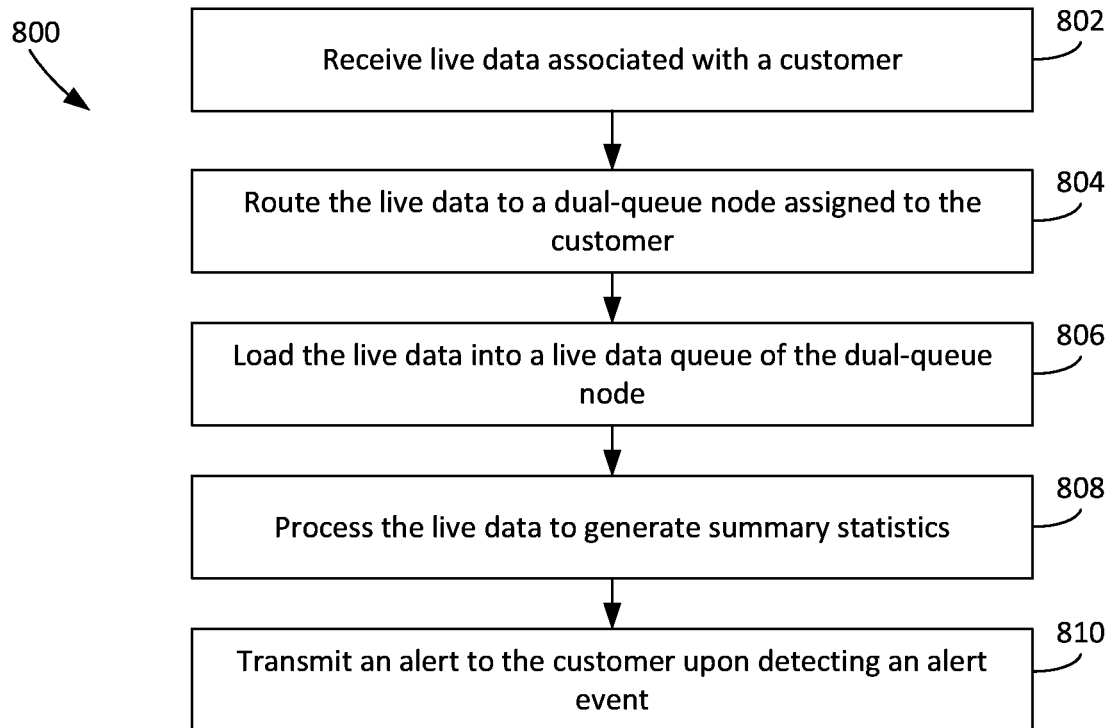 800
802
Receive live data associated with a customer
804
Route the live data to a dual-queue node assigned to the
customer
806
Load the live data into a live data queue of the dual-queue
node
808
Process the live data to generate summary statistics
810
Transmit an alert to the customer upon detecting an alert
event